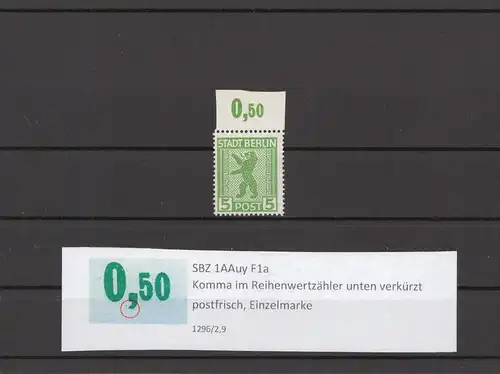 0,50
STADT BERLIN
5 POST 5
0,50
SBZ 1AAuy F1a
Komma im Reihenwertzähler unten verkürzt
postfrisch, Einzelmarke
1296/2,9